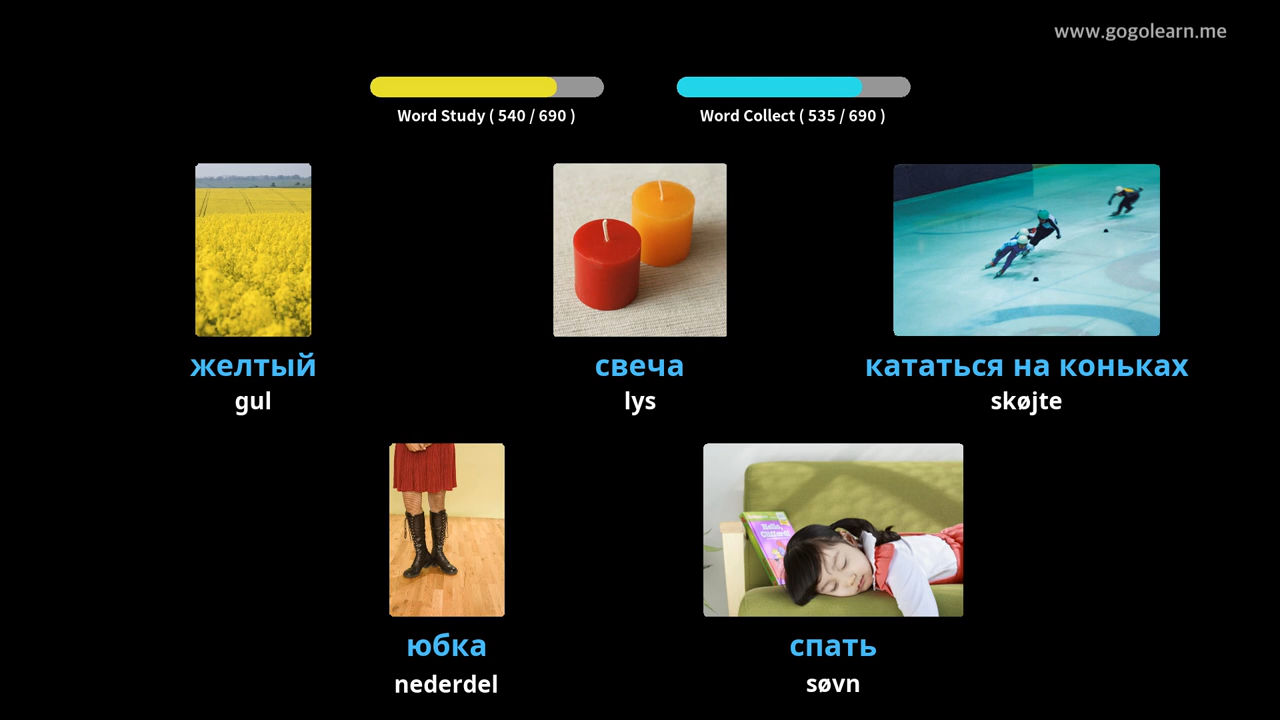 www.gogolearn.me
Word Study ( 540 / 690 )
Word Collect ( 535 / 690 )
желтый
gul
свеча
lys
кататься на коньках
skøjte
юбка
nederdel
Hello,
спать
søvn